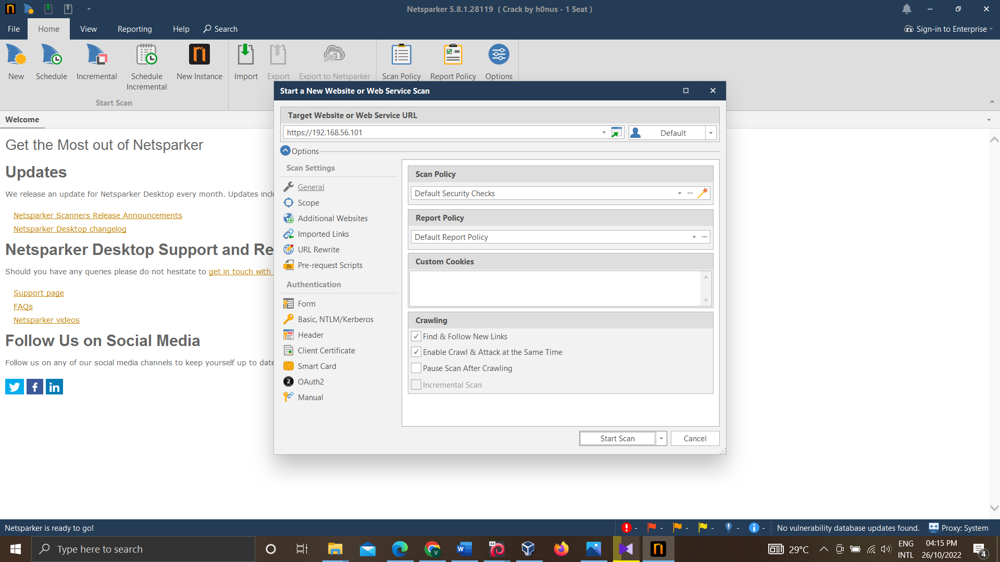 Netsparker 5.8.1.28119 ( Crack by h0nus - 1 Seat )
File Home View Reporting Help Search
Sign-in to Enterprise
New Schedule Incremental Schedule Incremental New Instance Import Export Export to Netsparker Scan Policy Report Policy Options
Start Scan
Welcome
Get the Most out of Netsparker
Updates
We release an update for Netsparker Desktop every month. Updates inclu
Netsparker Scanners Release Announcements
Netsparker Desktop changelog
Netsparker Desktop Support and Re
Should you have any queries please do not hesitate to get in touch with
Support page
FAQs
Netsparker videos
Follow Us on Social Media
Follow us on any of our social media channels to keep yourself up to date
Start a New Website or Web Service Scan
Target Website or Web Service URL
https://192.168.56.101
Default
Options
Scan Settings
General
Scope
Additional Websites
Imported Links
URL Rewrite
JS
Pre-request Scripts
Authentication
Form
Basic, NTLM/Kerberos
Header
Client Certificate
Smart Card
2
OAuth2
Manual
Scan Policy
Default Security Checks
Report Policy
Default Report Policy
Custom Cookies
Crawling
Find & Follow New Links
Enable Crawl & Attack at the Same Time
Pause Scan After Crawling
Incremental Scan
Start Scan
Cancel
Netsparker is ready to go!
- - - - - -
No vulnerability database updates found.
Proxy: System
Type here to search
64
V
W
29°C
ENG
INTL
04:15 PM
26/10/2022
4